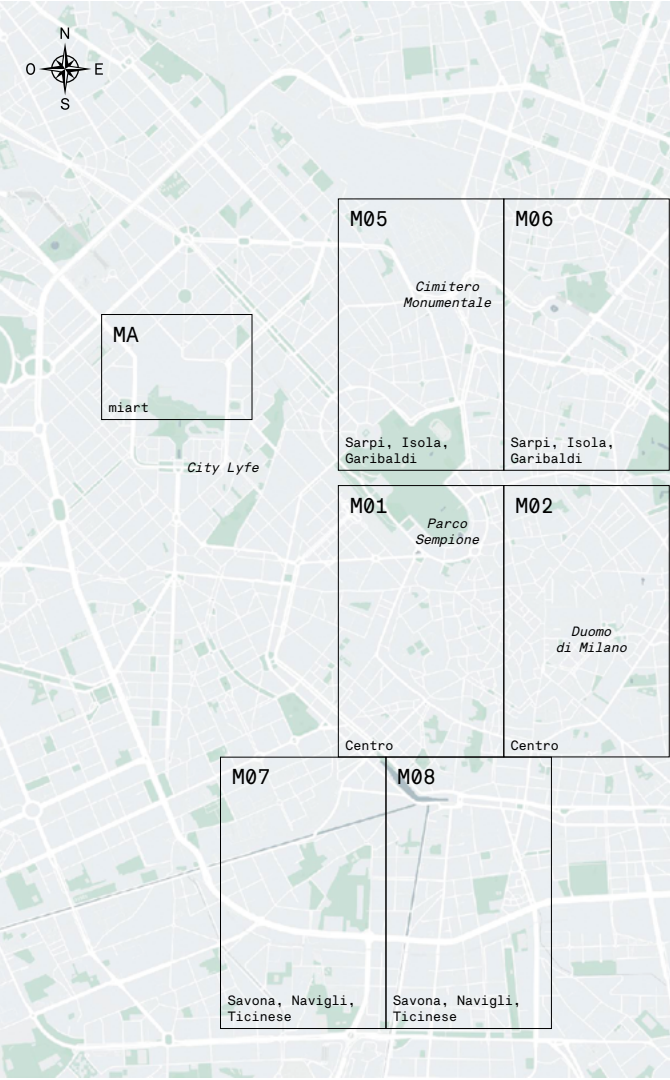 N
O E
S
M05
M06
Cimitero
Monumentale
MA
miart
Sarpi, Isola,
Garibaldi
Sarpi, Isola,
Garibaldi
City Lyfe
M01
M02
Parco
Sempione
Duomo
di Milano
Centro
Centro
M07
M08
Savona, Navigli,
Ticinese
Savona, Navigli,
Ticinese